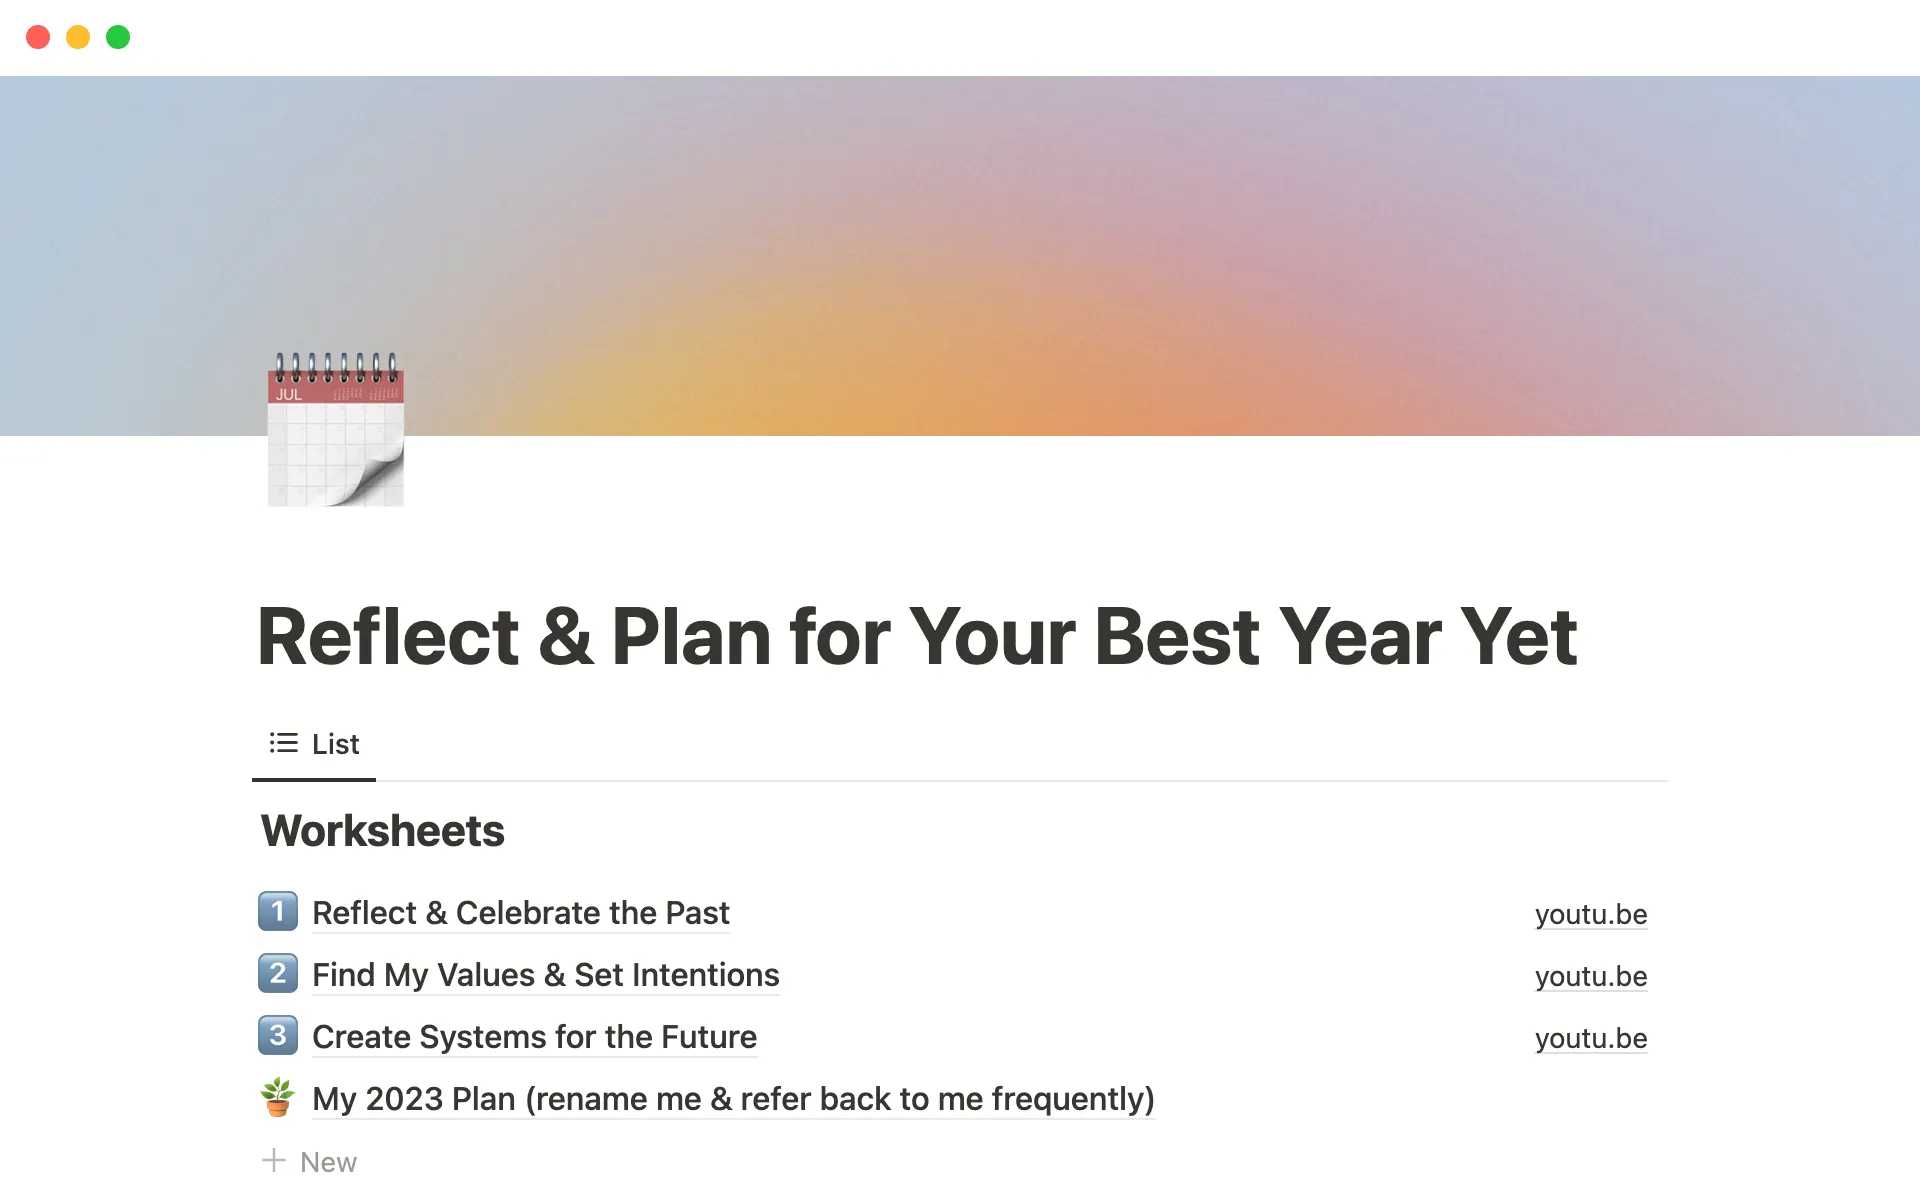 JUL
Reflect & Plan for Your Best Year Yet
List
Worksheets
1 Reflect & Celebrate the Past youtu.be
2 Find My Values & Set Intentions youtu.be
3 Create Systems for the Future youtu.be
My 2023 Plan (rename me & refer back to me frequently)
New